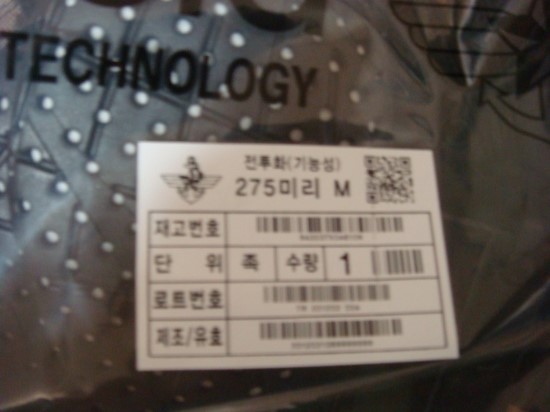 TECHNOLOGY
전투화(기능성)
275미리 M
재고번호
단 위 족 수량 1
로트번호
제조/유효